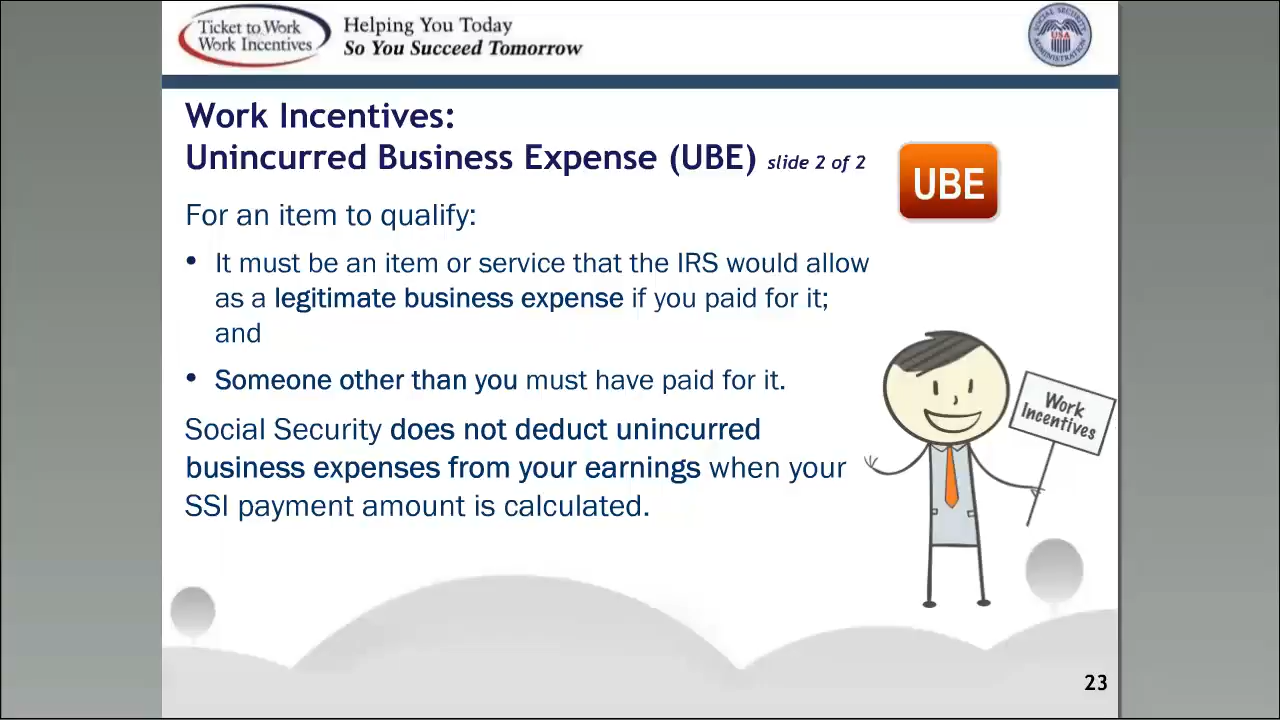 Ticket to Work
Work Incentives
Helping You Today
So You Succeed Tomorrow
SOCIAL SECURITY
USA
ADMINISTRATION
Work Incentives:
Unincurred Business Expense (UBE) slide 2 of 2
UBE
For an item to qualify:
• It must be an item or service that the IRS would allow
as a legitimate business expense if you paid for it;
and
• Someone other than you must have paid for it.
Social Security does not deduct unincurred
business expenses from your earnings when your
SSI payment amount is calculated.
Work
Incentives
23